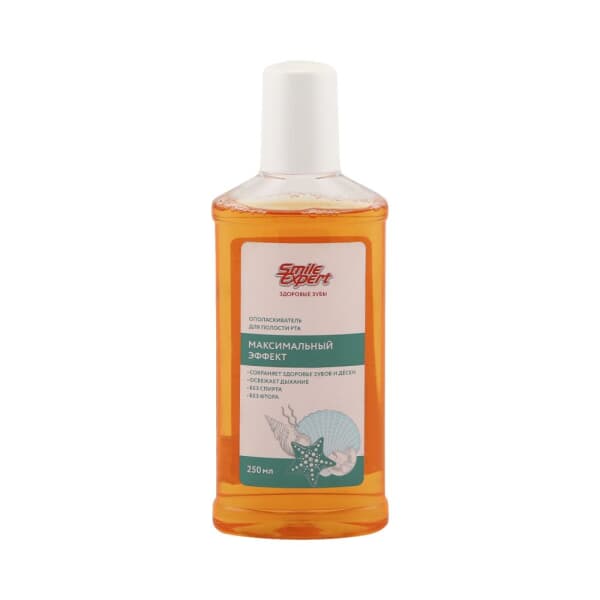 Smile
Expert
ЗДОРОВЫЕ ЗУБЫ
ОПОЛАСКИВАТЕЛЬ
ДЛЯ ПОЛОСТИ РТА
МАКСИМАЛЬНЫЙ
ЭФФЕКТ
-СОХРАНЯЕТ ЗДОРОВЬЕ ЗУБОВ И ДЁСЕН
-ОСВЕЖАЕТ ДЫХАНИЕ
-БЕЗ СПИРТА
-БЕЗ ФТОРА
250 мл